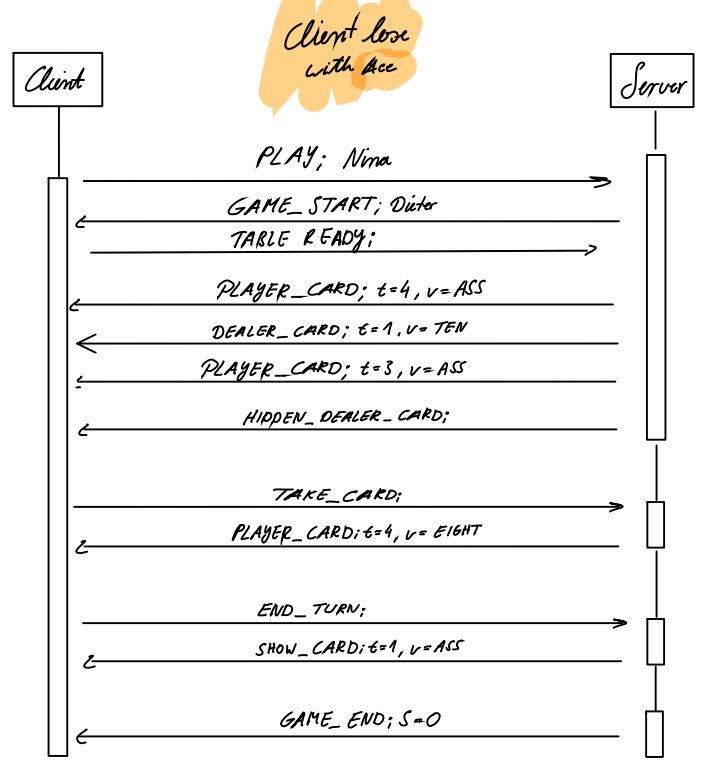 Client lose
with Ace
Client
Server
PLAY; Nina
GAME_START; Dieter
TABLE READY;
PLAYER_CARD; t=4, v=ASS
DEALER_CARD; t=1, v=TEN
PLAYER_CARD; t=3, v=ASS
HIDDEN_DEALER_CARD;
TAKE_CARD;
PLAYER_CARD; t=4, v=EIGHT
END_TURN;
SHOW_CARD; t=1, v=ASS
GAME_END; S=0